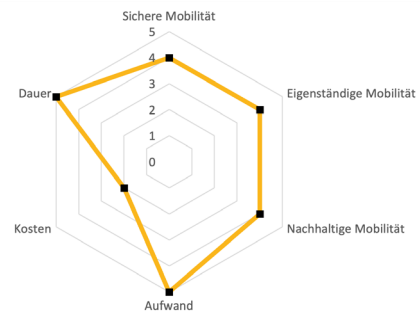 Sichere Mobilität
5
4
3
2
1
0
Dauer
Eigenständige Mobilität
Kosten
Nachhaltige Mobilität
Aufwand